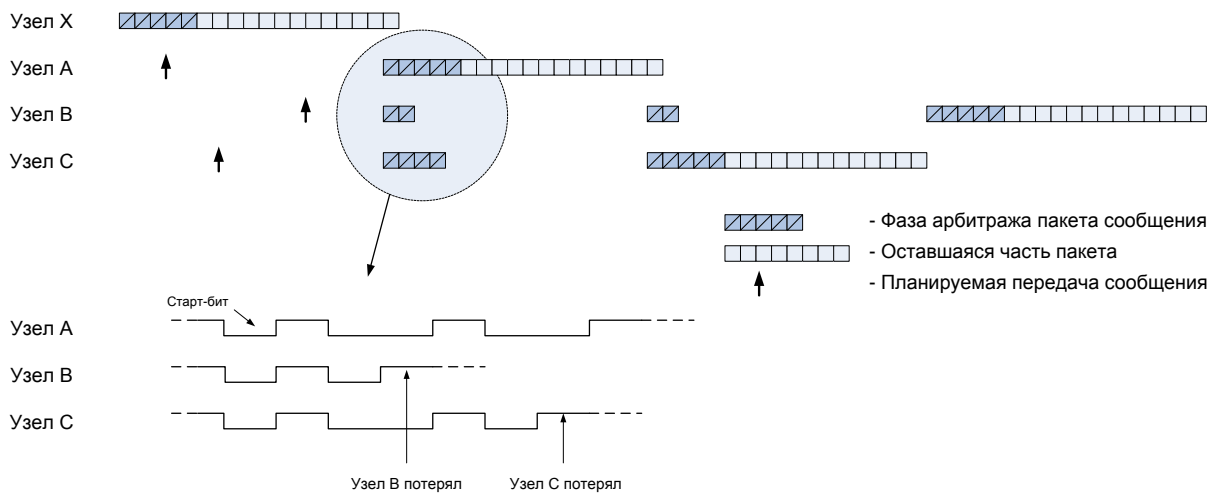 Узел X
Узел A
Узел B
Узел C
- Фаза арбитража пакета сообщения
- Оставшаяся часть пакета
- Планируемая передача сообщения
Старт-бит
Узел A
Узел B
Узел C
Узел B потерял
Узел C потерял